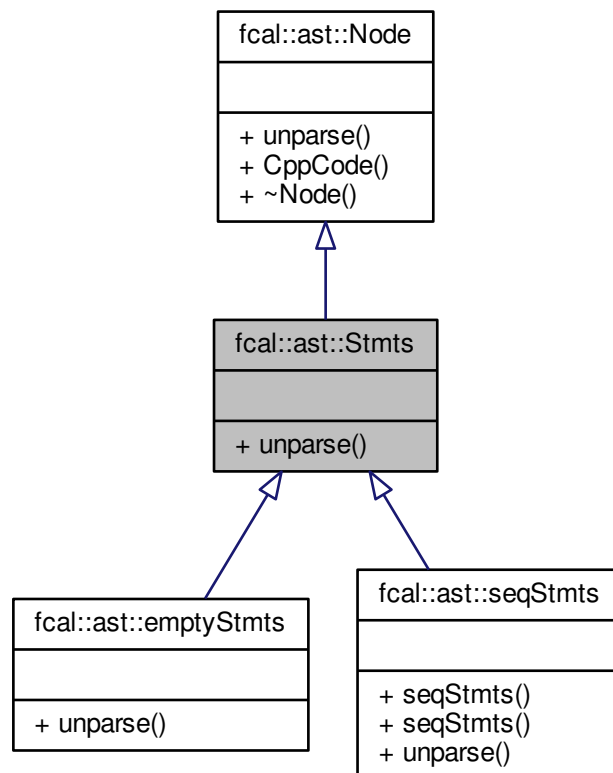 fcal::ast::Node
+ unparse()
+ CppCode()
+ ~Node()
fcal::ast::Stmts
+ unparse()
fcal::ast::emptyStmts
+ unparse()
fcal::ast::seqStmts
+ seqStmts()
+ seqStmts()
+ unparse()